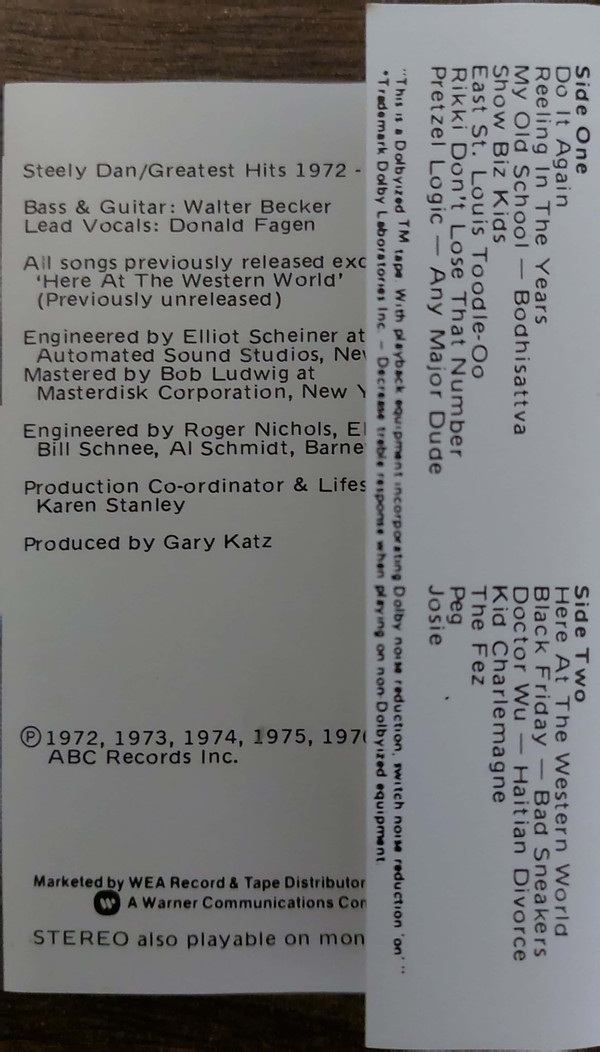 Steely Dan/Greatest Hits 1972 -
Bass & Guitar: Walter Becker
Lead Vocals: Donald Fagen
All songs previously released exc
'Here At The Western World'
(Previously unreleased)
Engineered by Elliot Scheiner at
Automated Sound Studios, Nev
Mastered by Bob Ludwig at
Masterdisk Corporation, New Y
Engineered by Roger Nichols, El
Bill Schnee, Al Schmidt, Barne
Production Co-ordinator & Lifes
Karen Stanley
Produced by Gary Katz
Ⓟ1972, 1973, 1974, 1975, 197
ABC Records Inc.
Marketed by WEA Record & Tape Distributor
A Warner Communications Com
STEREO also playable on mon
Side One
Do It Again
Reeling In The Years
My Old School — Bodhisattva
Show Biz Kids
East St. Louis Toodle-Oo
Rikki Don't Lose That Number
Pretzel Logic — Any Major Dude
Side Two
Here At The Western World
Black Friday — Bad Sneakers
Doctor Wu — Haitian Divorce
Kid Charlemagne
The Fez
Peg
Josie
"This is a Dolbyized TM tape. With playback equipment incorporating Dolby noise reduction, switch noise reduction 'on'."
*Trademark Dolby Laboratories Inc. — Decrease treble response when playing on non-Dolbyized equipment.